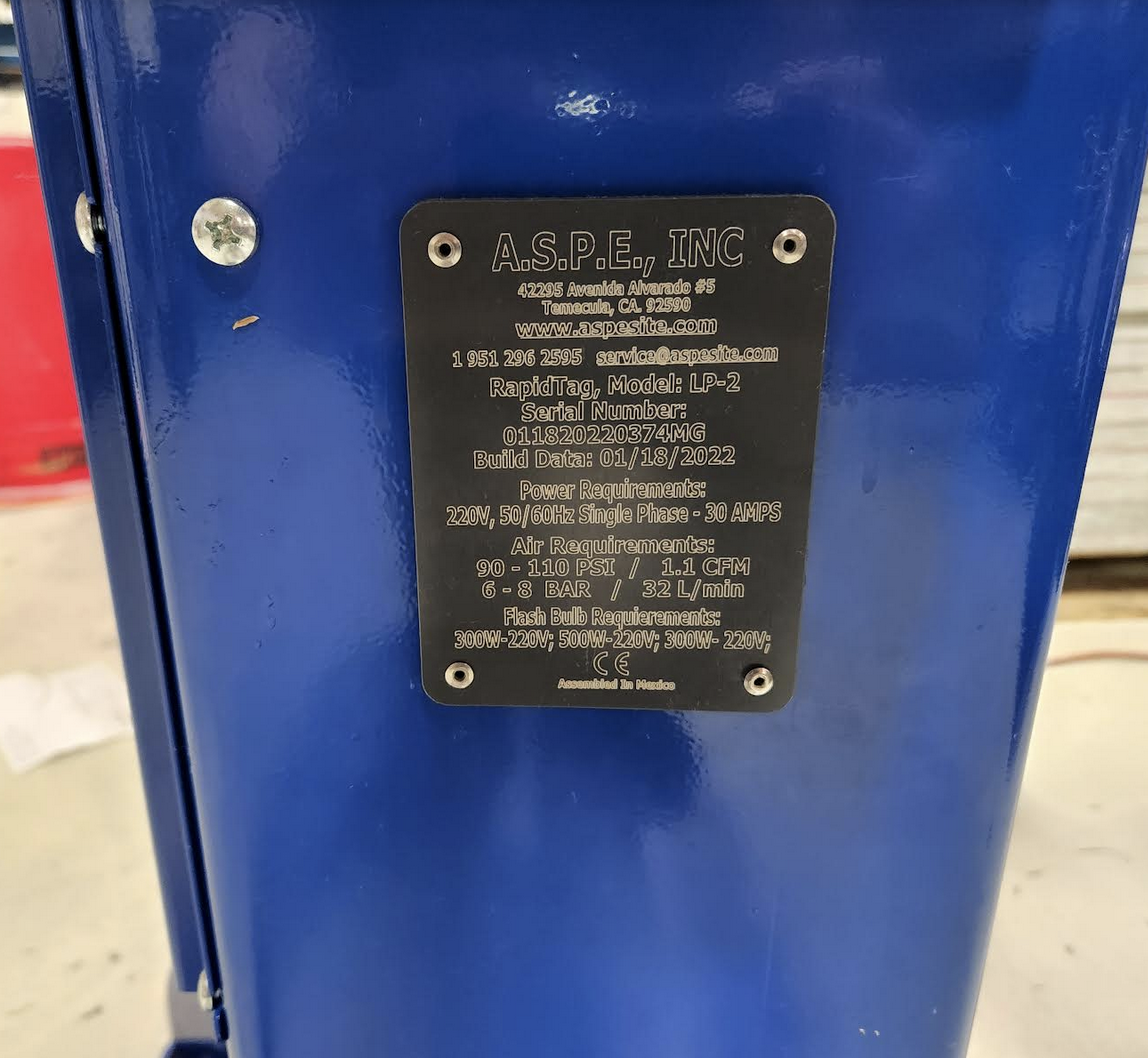 A.S.P.E., INC
42295 Avenida Alvarado #5
Temecula, CA. 92590
www.aspesite.com
1 951 296 2595 service@aspesite.com
RapidTag, Model: LP-2
Serial Number:
011820220374MG
Build Data: 01/18/2022
Power Requirements:
220V, 50/60Hz Single Phase - 30 AMPS
Air Requirements:
90 - 110 PSI / 1.1 CFM
6 - 8 BAR / 32 L/min
Flash Bulb Requierements:
300W-220V; 500W-220V; 300W- 220V;
CE
Assembled In Mexico